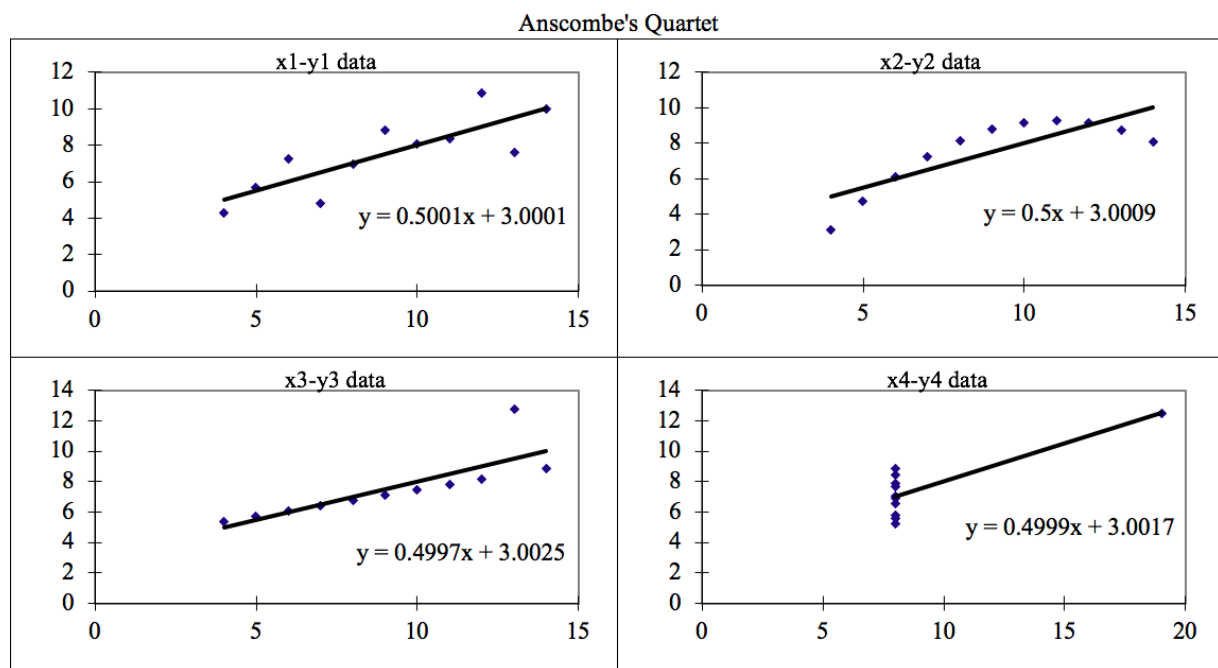 Anscombe's Quartet
x1-y1 data
12
10
8
6
4
2
0
y = 0.5001x + 3.0001
0 5 10 15
x2-y2 data
12
10
8
6
4
2
0
y = 0.5x + 3.0009
0 5 10 15
x3-y3 data
14
12
10
8
6
4
2
0
y = 0.4997x + 3.0025
0 5 10 15
x4-y4 data
14
12
10
8
6
4
2
0
y = 0.4999x + 3.0017
0 5 10 15 20